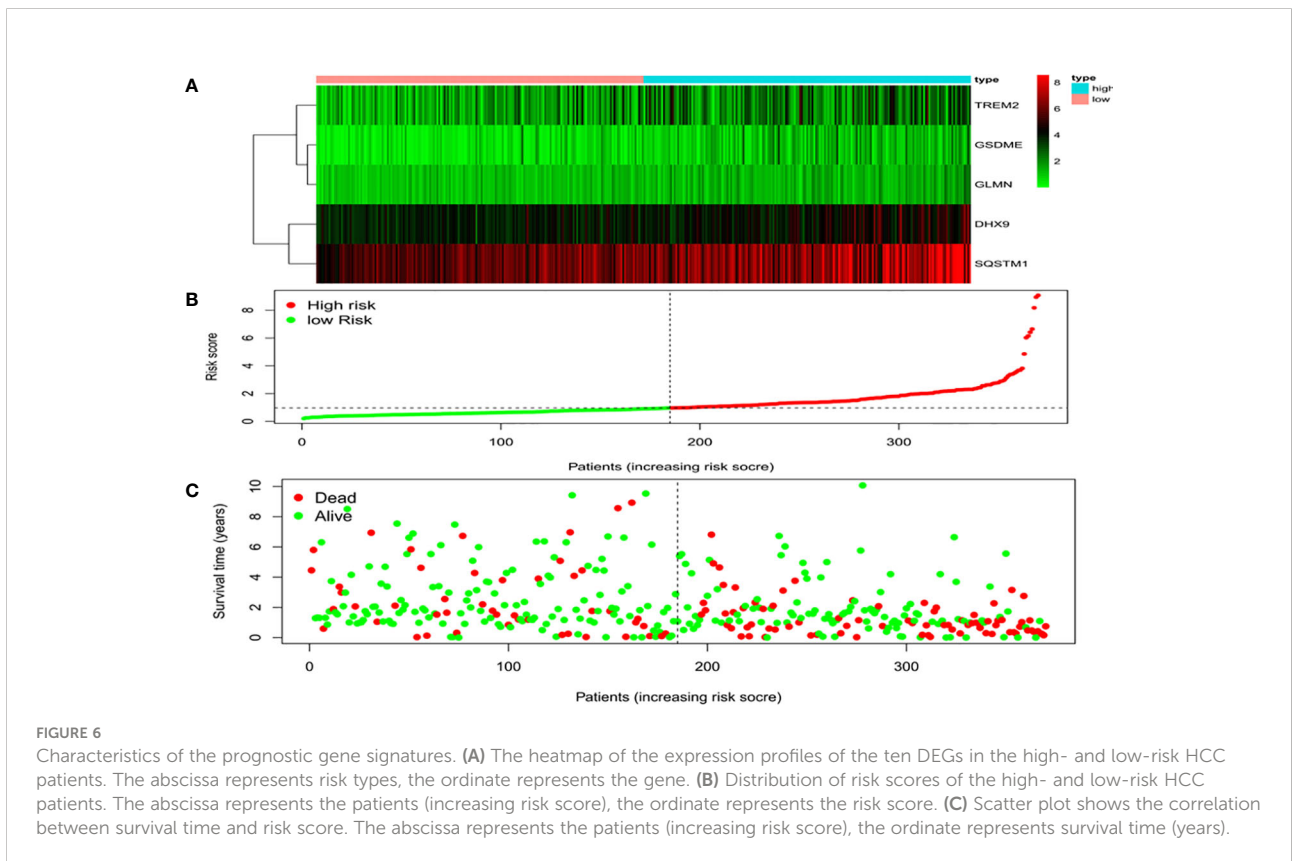 A
type
TREM2
GSDME
GLMN
DHX9
SQSTM1
8
6
4
2
type
high
low
B
High risk
low Risk
Risk score
8
6
4
2
0
0
100
200
300
Patients (increasing risk socre)
C
Dead
Alive
Survival time (years)
10
8
6
4
2
0
0
100
200
300
Patients (increasing risk socre)
FIGURE 6
Characteristics of the prognostic gene signatures. (A) The heatmap of the expression profiles of the ten DEGs in the high- and low-risk HCC
patients. The abscissa represents risk types, the ordinate represents the gene. (B) Distribution of risk scores of the high- and low-risk HCC
patients. The abscissa represents the patients (increasing risk score), the ordinate represents the risk score. (C) Scatter plot shows the correlation
between survival time and risk score. The abscissa represents the patients (increasing risk score), the ordinate represents survival time (years).